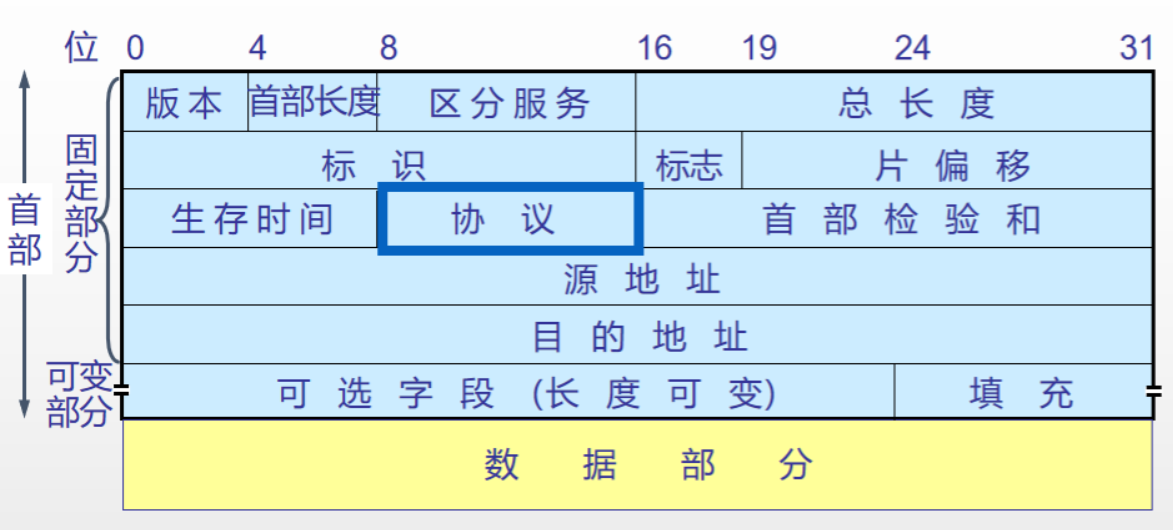 位 0 4 8 16 19 24 31
版本 首部长度 区分服务 总长度
标识 标志 片偏移
生存时间 协议 首部检验和
源地址
目的地址
可选字段 (长度可变) 填充
数据部分
首部
固定部分
可变部分